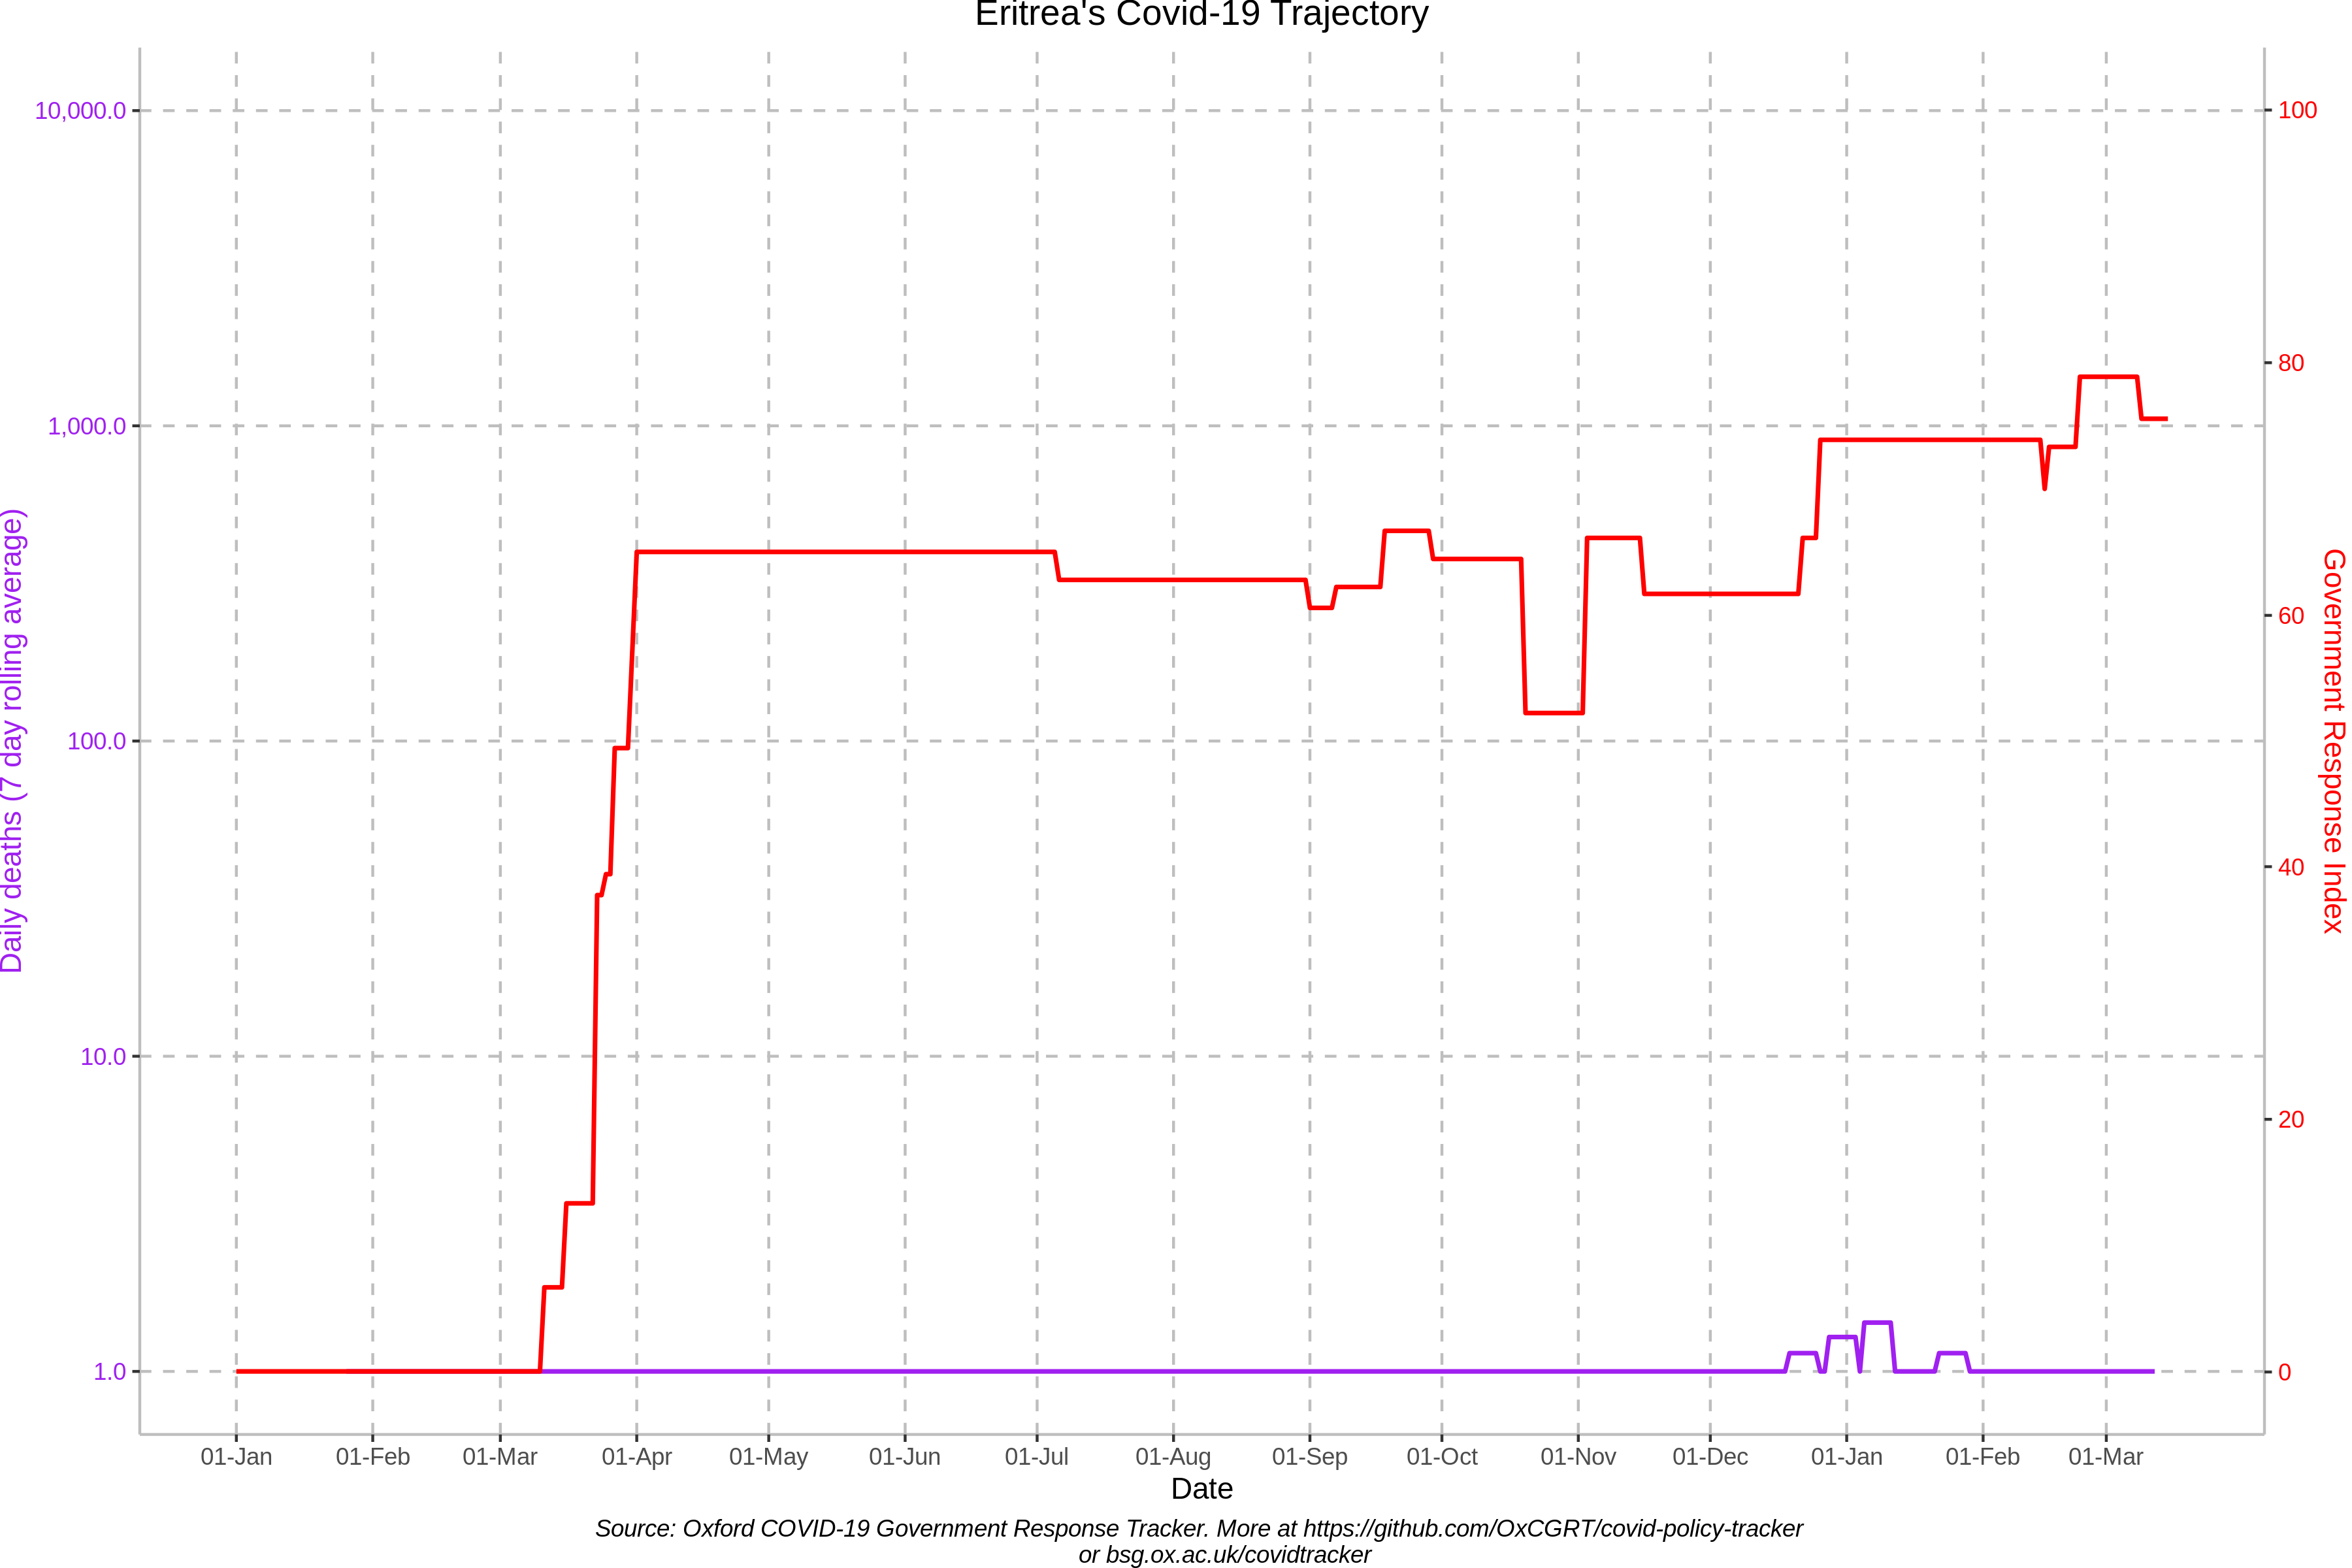 Eritrea's Covid-19 Trajectory
10,000.0
1,000.0
100.0
10.0
1.0
Daily deaths (7 day rolling average)
100
80
60
40
20
0
Government Response Index
01-Jan 01-Feb 01-Mar 01-Apr 01-May 01-Jun 01-Jul 01-Aug 01-Sep 01-Oct 01-Nov 01-Dec 01-Jan 01-Feb 01-Mar
Date
Source: Oxford COVID-19 Government Response Tracker. More at https://github.com/OxCGRT/covid-policy-tracker
or bsg.ox.ac.uk/covidtracker